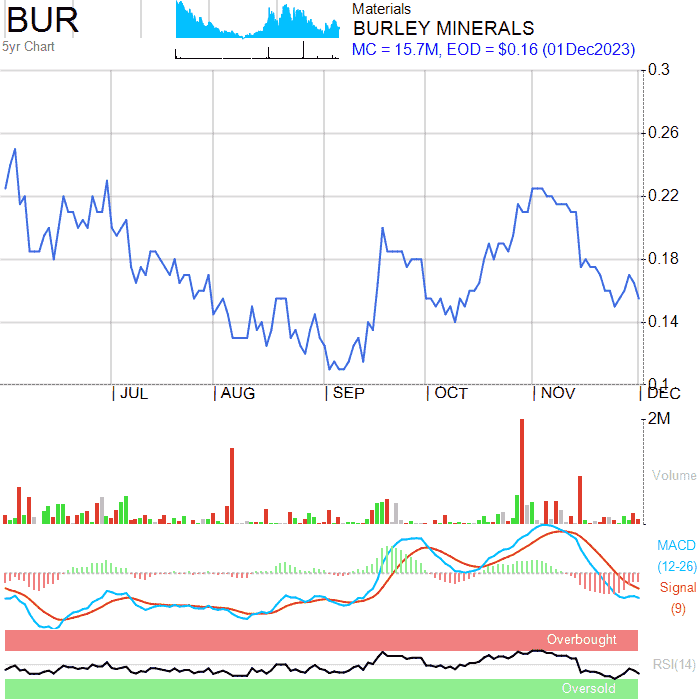 BUR
5yr Chart
Materials
BURLEY MINERALS
MC = 15.7M, EOD = $0.16 (01Dec2023)
0.3
0.26
0.22
0.18
0.14
0.1
JUL
AUG
SEP
OCT
NOV
DEC
2M
Volume
MACD
(12-26)
Signal
(9)
Overbought
RSI(14)
Oversold